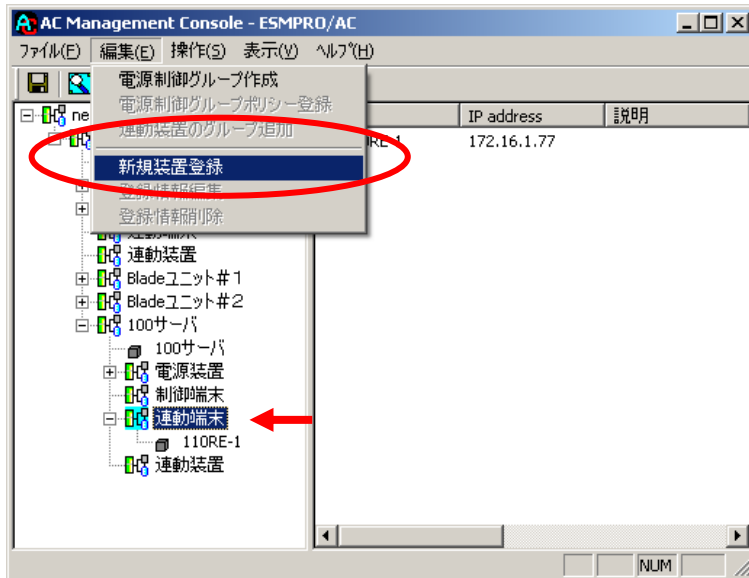 AC Management Console - ESMPRO/AC
ファイル(F) 編集(E) 操作(S) 表示(V) ヘルプ(H)
電源制御グループ作成
電源制御グループポリシー登録
連動装置のグループ追加
新規装置登録
登録情報編集
登録情報削除
ne
IP address 説明
RE-1 172.16.1.77
連動端末
連動装置
Bladeユニット#1
Bladeユニット#2
100サーバ
100サーバ
電源装置
制御端末
連動端末
110RE-1
連動装置
NUM